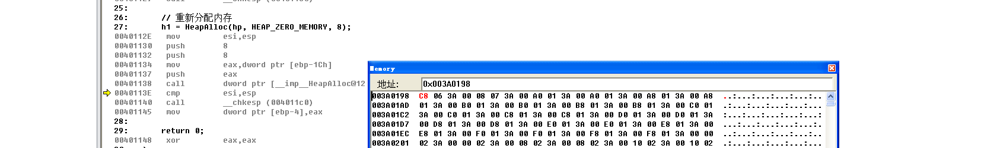 25:
26: // 重新分配内存
27: h1 = HeapAlloc(hp, HEAP_ZERO_MEMORY, 8);
0040112E mov esi,esp
00401130 push 8
00401132 push 8
00401134 mov eax,dword ptr [ebp-1Ch]
00401137 push eax
00401138 call dword ptr [__imp__HeapAlloc@12
0040113E cmp esi,esp
00401140 call __chkesp (004011c0)
00401145 mov dword ptr [ebp-4],eax
28:
29: return 0;
00401148 xor eax,eax
Memory
地址: 0x003A0198
003A0198 C8 06 3A 00 08 07 3A 00 A0 01 3A 00 A0 01 3A 00 A8 01 3A 00 A8 ..:...:...:...:...:..
003A01AD 01 3A 00 B0 01 3A 00 B0 01 3A 00 B8 01 3A 00 B8 01 3A 00 C0 01 .:...:...:...:...:...
003A01C2 3A 00 C0 01 3A 00 C8 01 3A 00 C8 01 3A 00 D0 01 3A 00 D0 01 3A :...:...:...:...:...:
003A01D7 00 D8 01 3A 00 D8 01 3A 00 E0 01 3A 00 E0 01 3A 00 E8 01 3A 00 ...:...:...:...:...:.
003A01EC E8 01 3A 00 F0 01 3A 00 F0 01 3A 00 F8 01 3A 00 F8 01 3A 00 00 ..:...:...:...:...:..
003A0201 02 3A 00 00 02 3A 00 08 02 3A 00 08 02 3A 00 10 02 3A 00 10 02 .:...:...:...:...:...